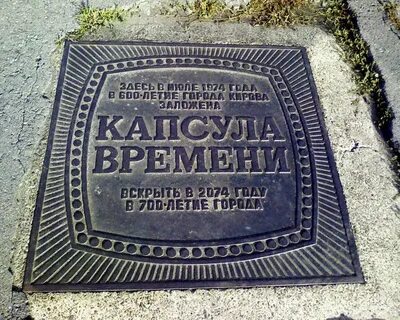 ЗДЕСЬ В ИЮЛЕ 1974 ГОДА
В 600-ЛЕТИЕ ГОРОДА КИРОВА
ЗАЛОЖЕНА
КАПСУЛА
ВРЕМЕНИ
ВСКРЫТЬ В 2074 ГОДУ
В 700-ЛЕТИЕ ГОРОДА